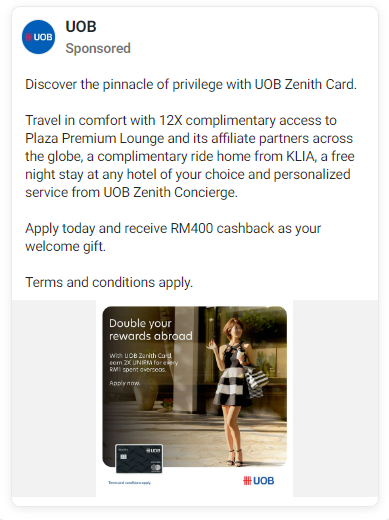 UOB
UOB
Sponsored
Discover the pinnacle of privilege with UOB Zenith Card.
Travel in comfort with 12X complimentary access to
Plaza Premium Lounge and its affiliate partners across
the globe, a complimentary ride home from KLIA, a free
night stay at any hotel of your choice and personalized
service from UOB Zenith Concierge.
Apply today and receive RM400 cashback as your
welcome gift.
Terms and conditions apply.
Double your
rewards abroad
With UOB Zenith Card,
earn 2X UNIRM for every
RM1 spent overseas.
Apply now.
UOB
Terms and conditions apply.
UOB